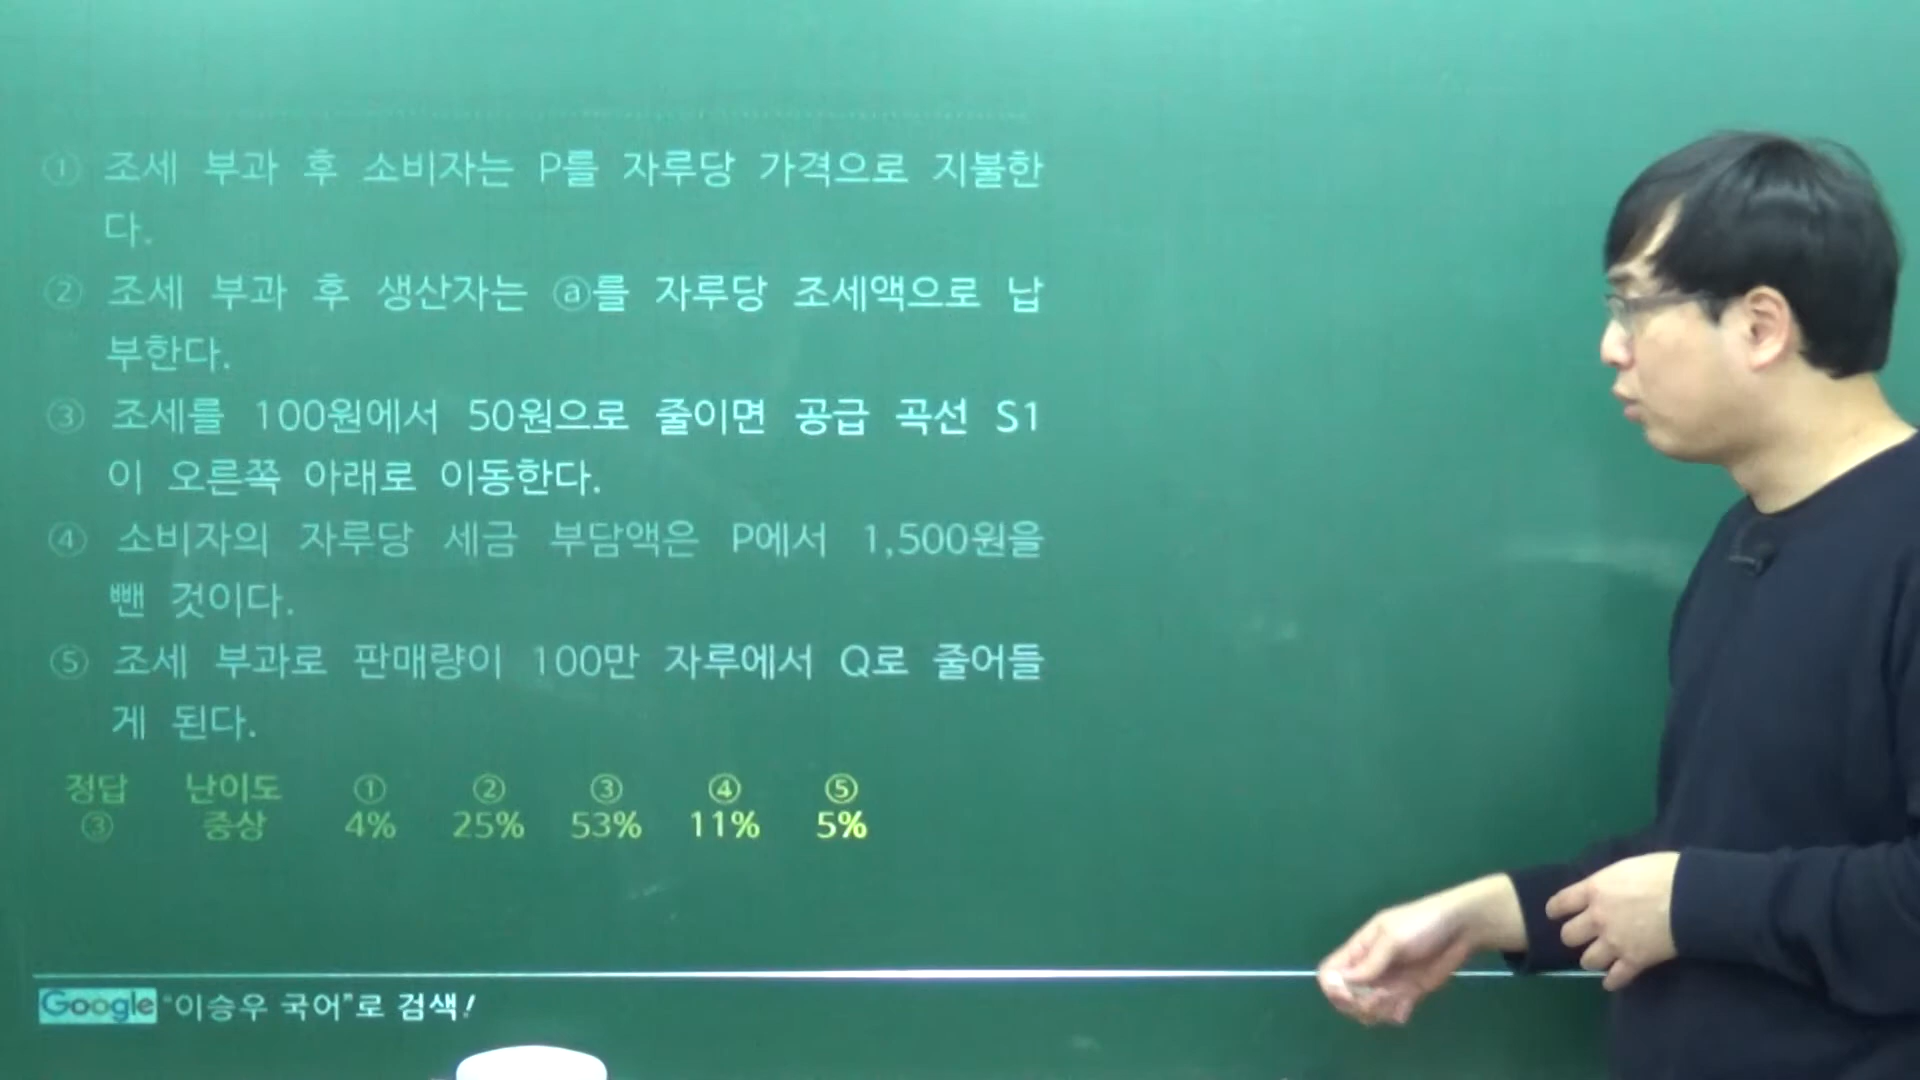 ① 조세 부과 후 소비자는 P를 자루당 가격으로 지불한
다.
② 조세 부과 후 생산자는 ⓐ를 자루당 조세액으로 납
부한다.
③ 조세를 100원에서 50원으로 줄이면 공급 곡선 S1
이 오른쪽 아래로 이동한다.
④ 소비자의 자루당 세금 부담액은 P에서 1,500원을
뺀 것이다.
⑤ 조세 부과로 판매량이 100만 자루에서 Q로 줄어들
게 된다.
정답 난이도 ① ② ③ ④ ⑤
③ 중상 4% 25% 53% 11% 5%
Google "이승우 국어"로 검색!